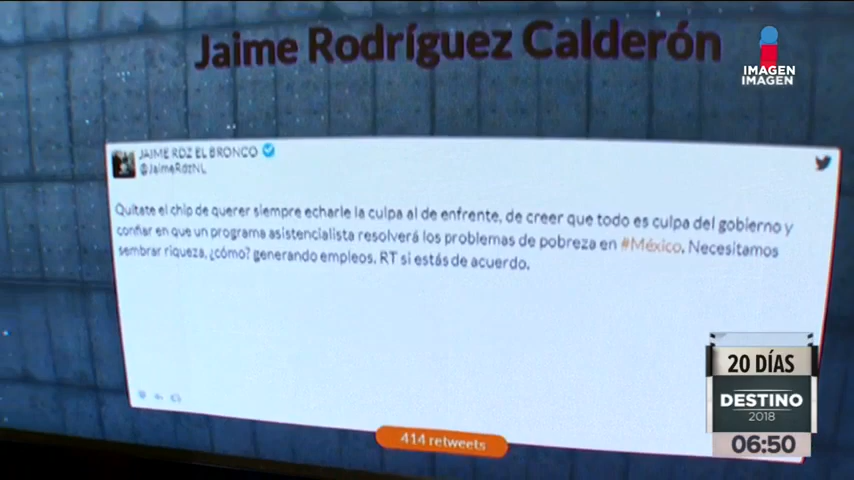 Jaime Rodríguez Calderón
IMAGEN
IMAGEN
JAIME RDZ EL BRONCO
@JaimeRdzNL
Quítate el chip de querer siempre echarle la culpa al de enfrente, de creer que todo es culpa del gobierno y
confiar en que un programa asistencialista resolverá los problemas de pobreza en #México. Necesitamos
sembrar riqueza, ¿cómo? generando empleos. RT si estás de acuerdo.
414 retweets
20 DÍAS
DESTINO
2018
06:50